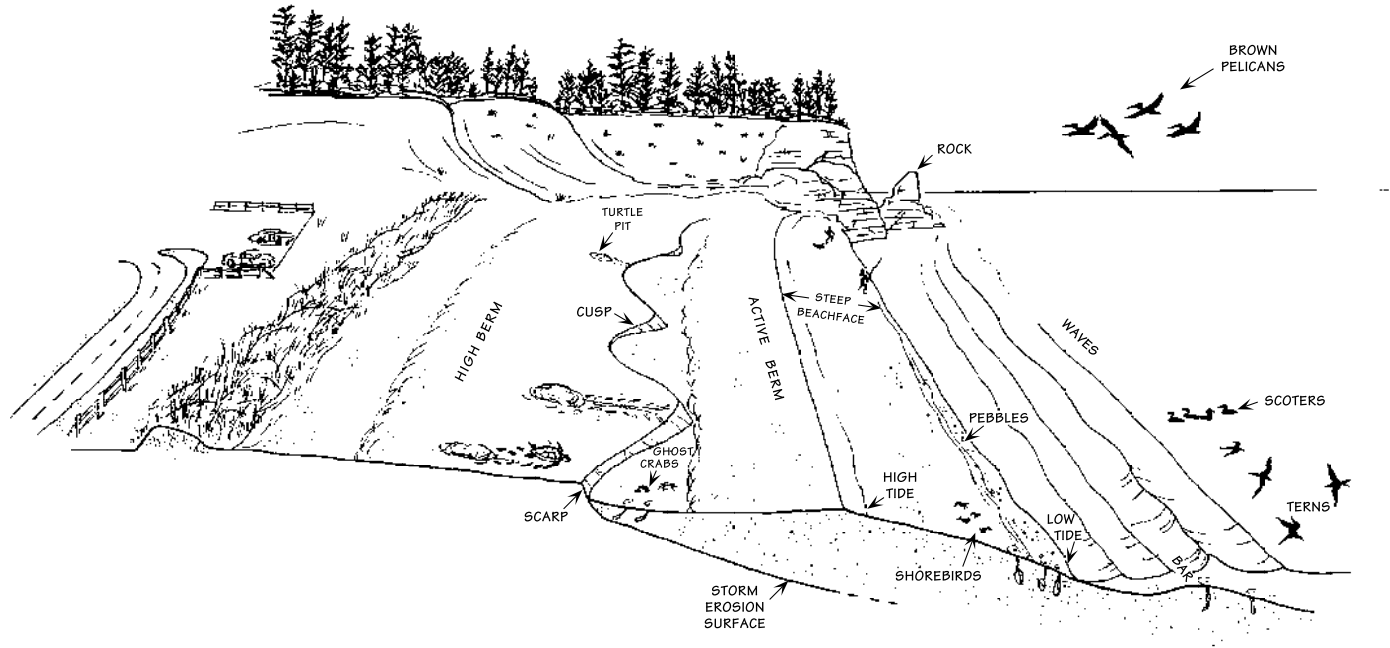 BROWN
PELICANS
ROCK
TURTLE
PIT
STEEP
BEACHFACE
CUSP
HIGH BERM
ACTIVE BERM
WAVES
SCOTERS
PEBBLES
GHOST
CRABS
HIGH
TIDE
SCARP
LOW
TIDE
TERNS
SHOREBIRDS
BAR
STORM
EROSION
SURFACE